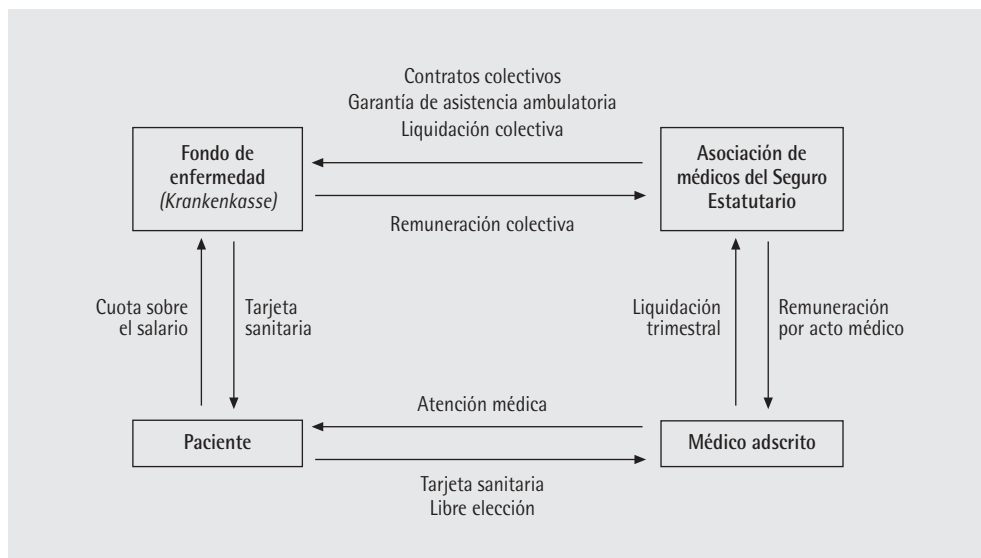 Contratos colectivos
Garantía de asistencia ambulatoria
Liquidación colectiva
Fondo de
enfermedad
(Krankenkasse)
Asociación de
médicos del Seguro
Estatutario
Remuneración colectiva
Cuota sobre
el salario
Tarjeta
sanitaria
Liquidación
trimestral
Remuneración
por acto médico
Atención médica
Paciente
Médico adscrito
Tarjeta sanitaria
Libre elección